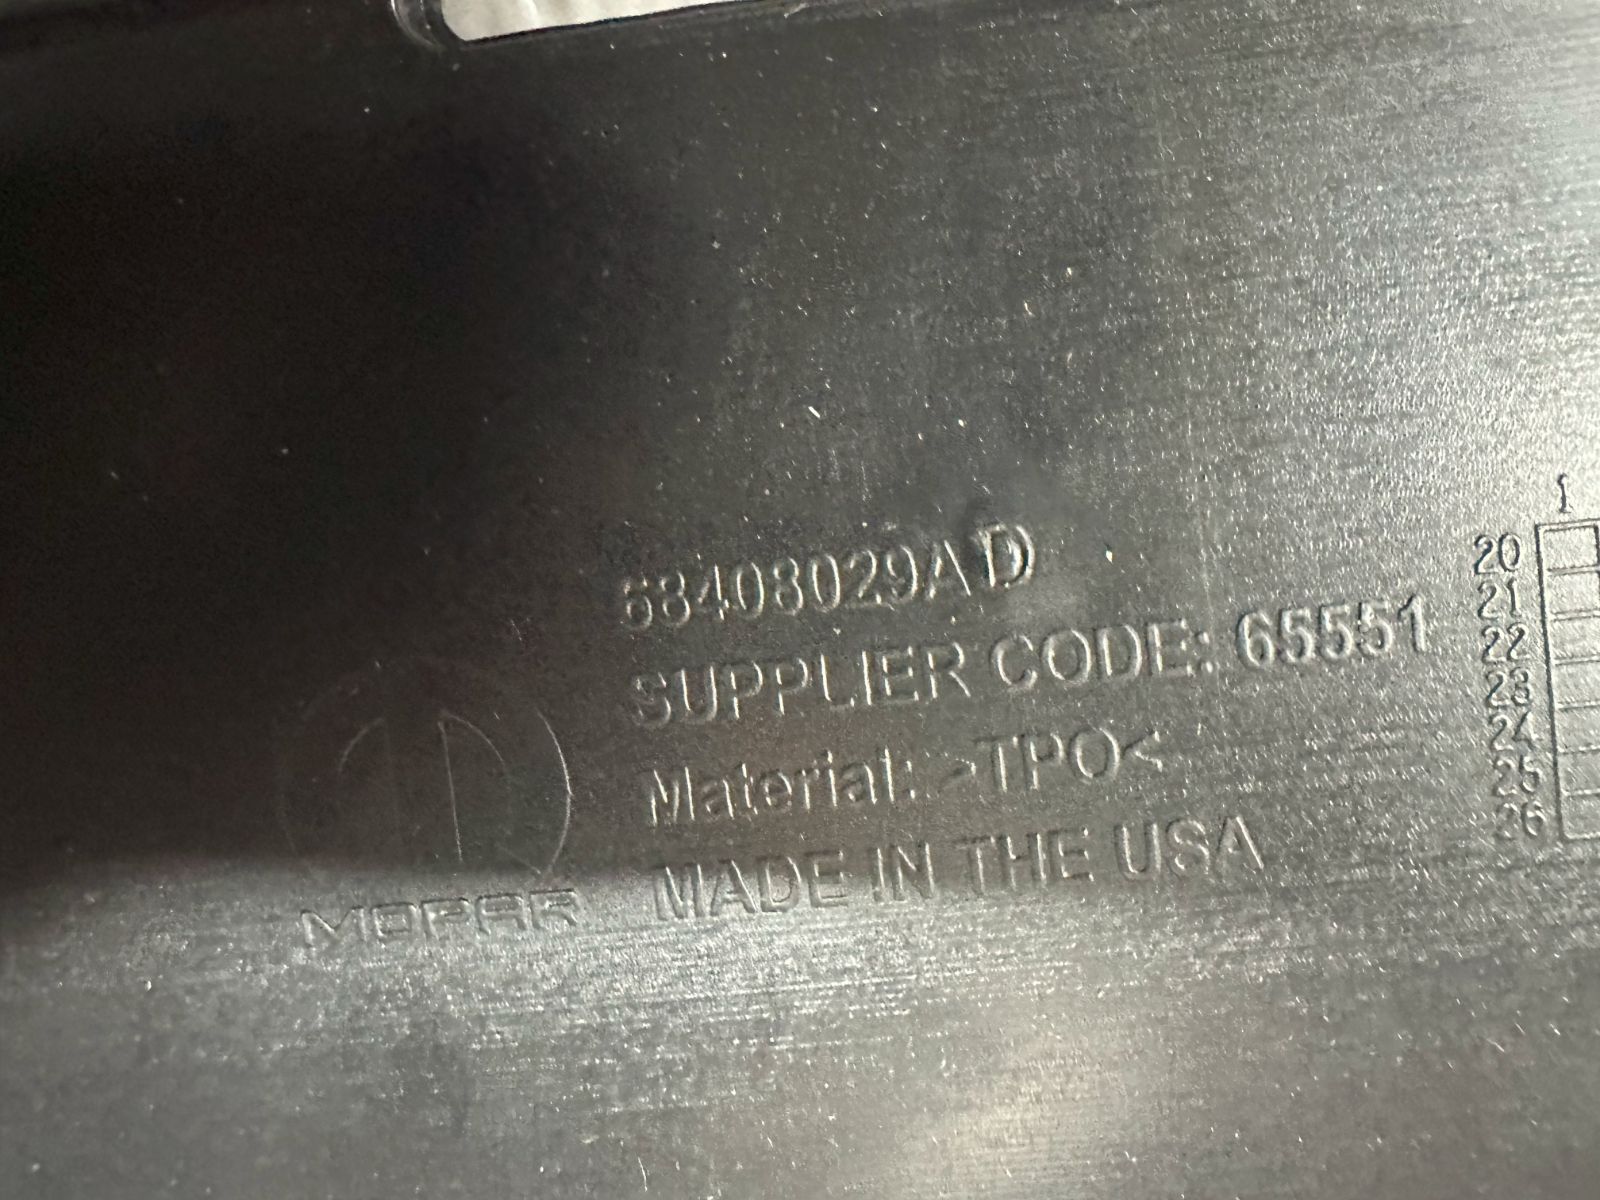 68408029AD
SUPPLIER CODE: 65551
Material: >TPO<
MADE IN THE USA
MOPAR
1
20
21
22
23
24
25
26